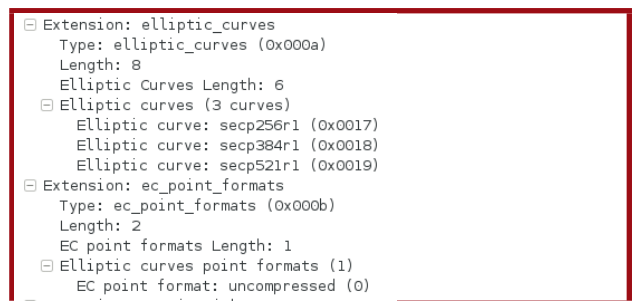 Extension: elliptic_curves
Type: elliptic_curves (0x000a)
Length: 8
Elliptic Curves Length: 6
Elliptic curves (3 curves)
Elliptic curve: secp256r1 (0x0017)
Elliptic curve: secp384r1 (0x0018)
Elliptic curve: secp521r1 (0x0019)
Extension: ec_point_formats
Type: ec_point_formats (0x000b)
Length: 2
EC point formats Length: 1
Elliptic curves point formats (1)
EC point format: uncompressed (0)